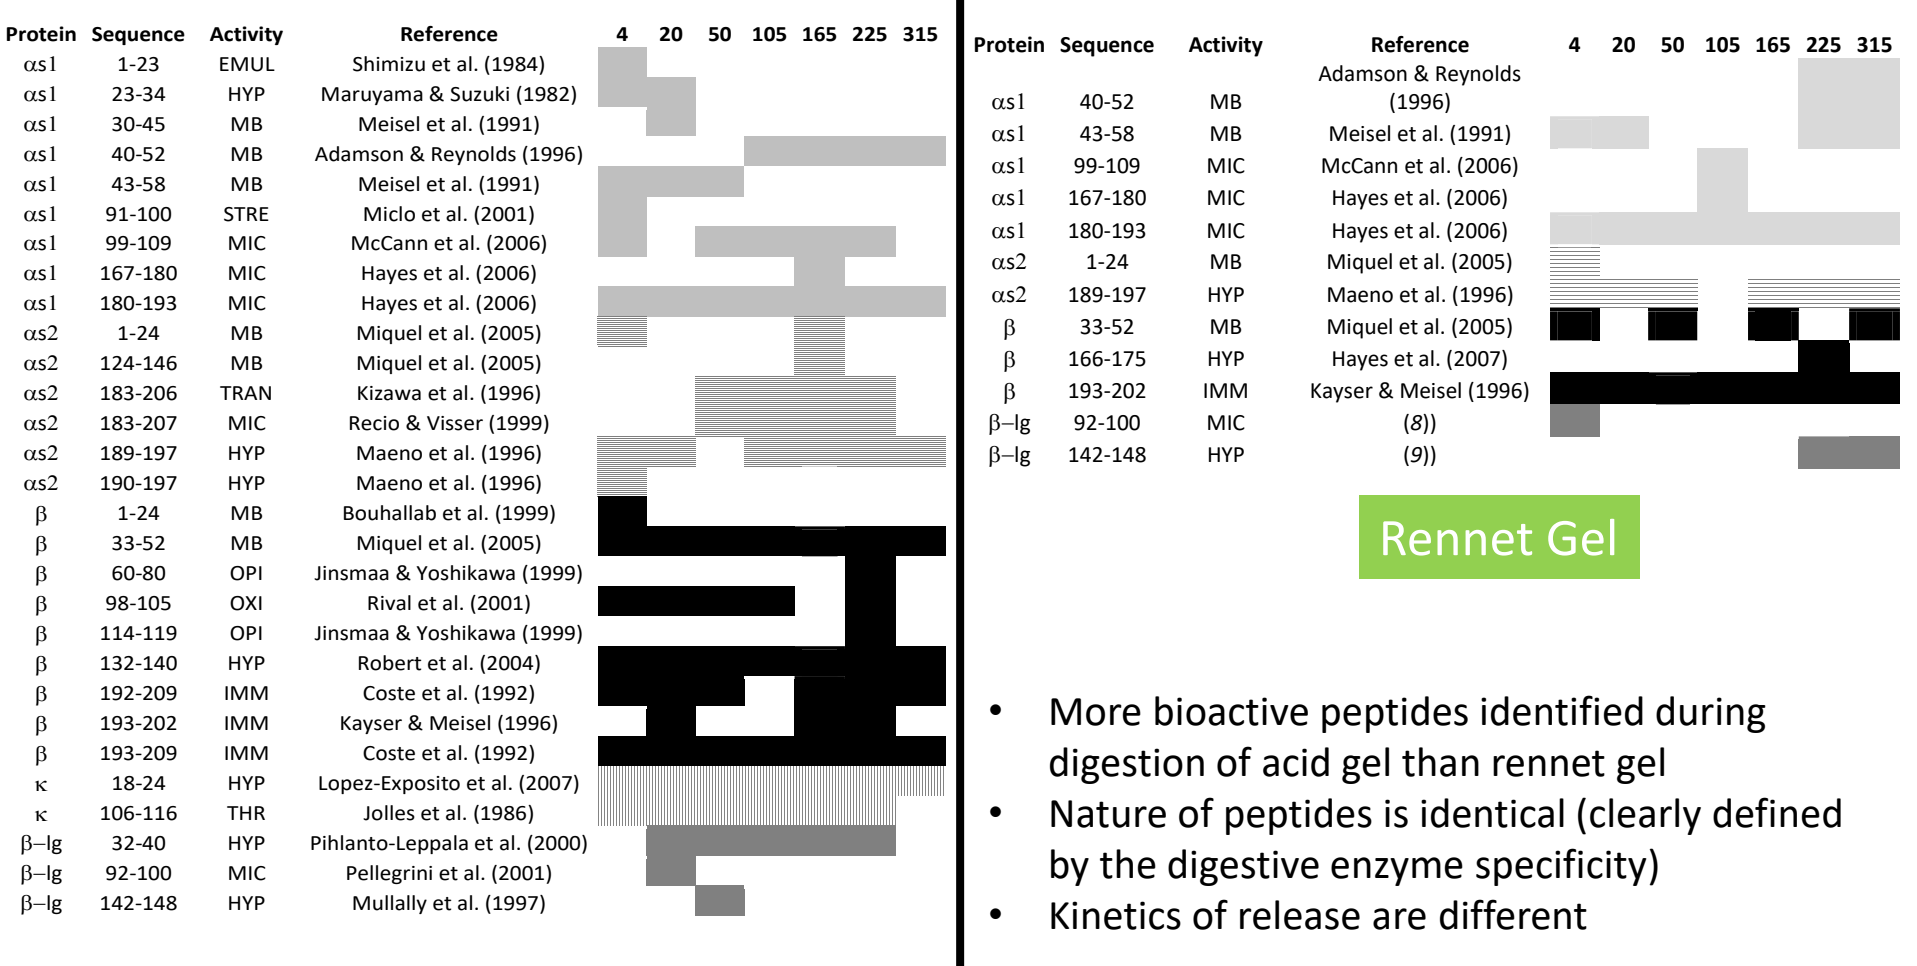 Protein Sequence Activity Reference 4 20 50 105 165 225 315
αs1 1-23 EMUL Shimizu et al. (1984)
αs1 23-34 HYP Maruyama & Suzuki (1982)
αs1 30-45 MB Meisel et al. (1991)
αs1 40-52 MB Adamson & Reynolds (1996)
αs1 43-58 MB Meisel et al. (1991)
αs1 91-100 STRE Miclo et al. (2001)
αs1 99-109 MIC McCann et al. (2006)
αs1 167-180 MIC Hayes et al. (2006)
αs1 180-193 MIC Hayes et al. (2006)
αs2 1-24 MB Miquel et al. (2005)
αs2 124-146 MB Miquel et al. (2005)
αs2 183-206 TRAN Kizawa et al. (1996)
αs2 183-207 MIC Recio & Visser (1999)
αs2 189-197 HYP Maeno et al. (1996)
αs2 190-197 HYP Maeno et al. (1996)
β 1-24 MB Bouhallab et al. (1999)
β 33-52 MB Miquel et al. (2005)
β 60-80 OPI Jinsmaa & Yoshikawa (1999)
β 98-105 OXI Rival et al. (2001)
β 114-119 OPI Jinsmaa & Yoshikawa (1999)
β 132-140 HYP Robert et al. (2004)
β 192-209 IMM Coste et al. (1992)
β 193-202 IMM Kayser & Meisel (1996)
β 193-209 IMM Coste et al. (1992)
κ 18-24 HYP Lopez-Exposito et al. (2007)
κ 106-116 THR Jolles et al. (1986)
β–lg 32-40 HYP Pihlanto-Leppala et al. (2000)
β–lg 92-100 MIC Pellegrini et al. (2001)
β–lg 142-148 HYP Mullally et al. (1997)
Protein Sequence Activity Reference 4 20 50 105 165 225 315
Adamson & Reynolds
αs1 40-52 MB (1996)
αs1 43-58 MB Meisel et al. (1991)
αs1 99-109 MIC McCann et al. (2006)
αs1 167-180 MIC Hayes et al. (2006)
αs1 180-193 MIC Hayes et al. (2006)
αs2 1-24 MB Miquel et al. (2005)
αs2 189-197 HYP Maeno et al. (1996)
β 33-52 MB Miquel et al. (2005)
β 166-175 HYP Hayes et al. (2007)
β 193-202 IMM Kayser & Meisel (1996)
β–lg 92-100 MIC (8))
β–lg 142-148 HYP (9))
Rennet Gel
• More bioactive peptides identified during
digestion of acid gel than rennet gel
• Nature of peptides is identical (clearly defined
by the digestive enzyme specificity)
• Kinetics of release are different